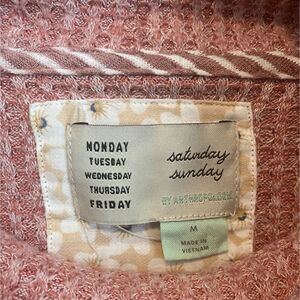 MONDAY
TUESDAY
WEDNESDAY
THURSDAY
FRIDAY
saturday
sunday
BY ANTHROPOLOGIE
M
MADE IN
VIETNAM